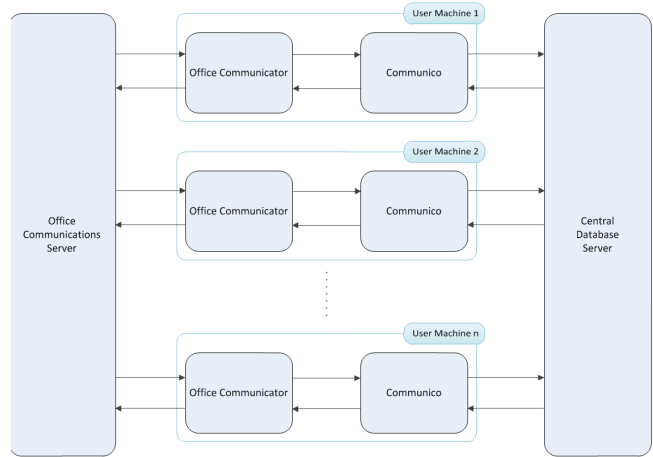 User Machine 1
Office Communicator
Communico
User Machine 2
Office Communicator
Communico
Office
Communications
Server
Central
Database
Server
User Machine n
Office Communicator
Communico